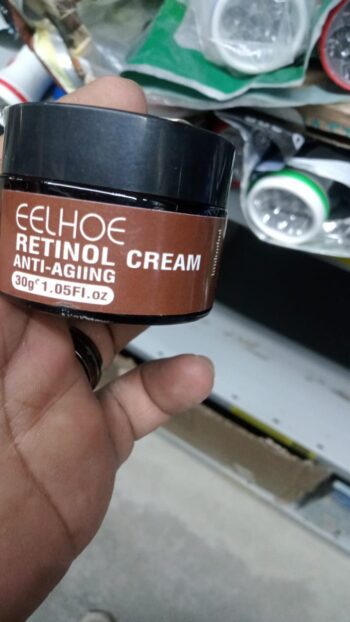 EELHOE
RETINOL CREAM
ANTI-AGIING
30g℮ 1.05Fl.oz